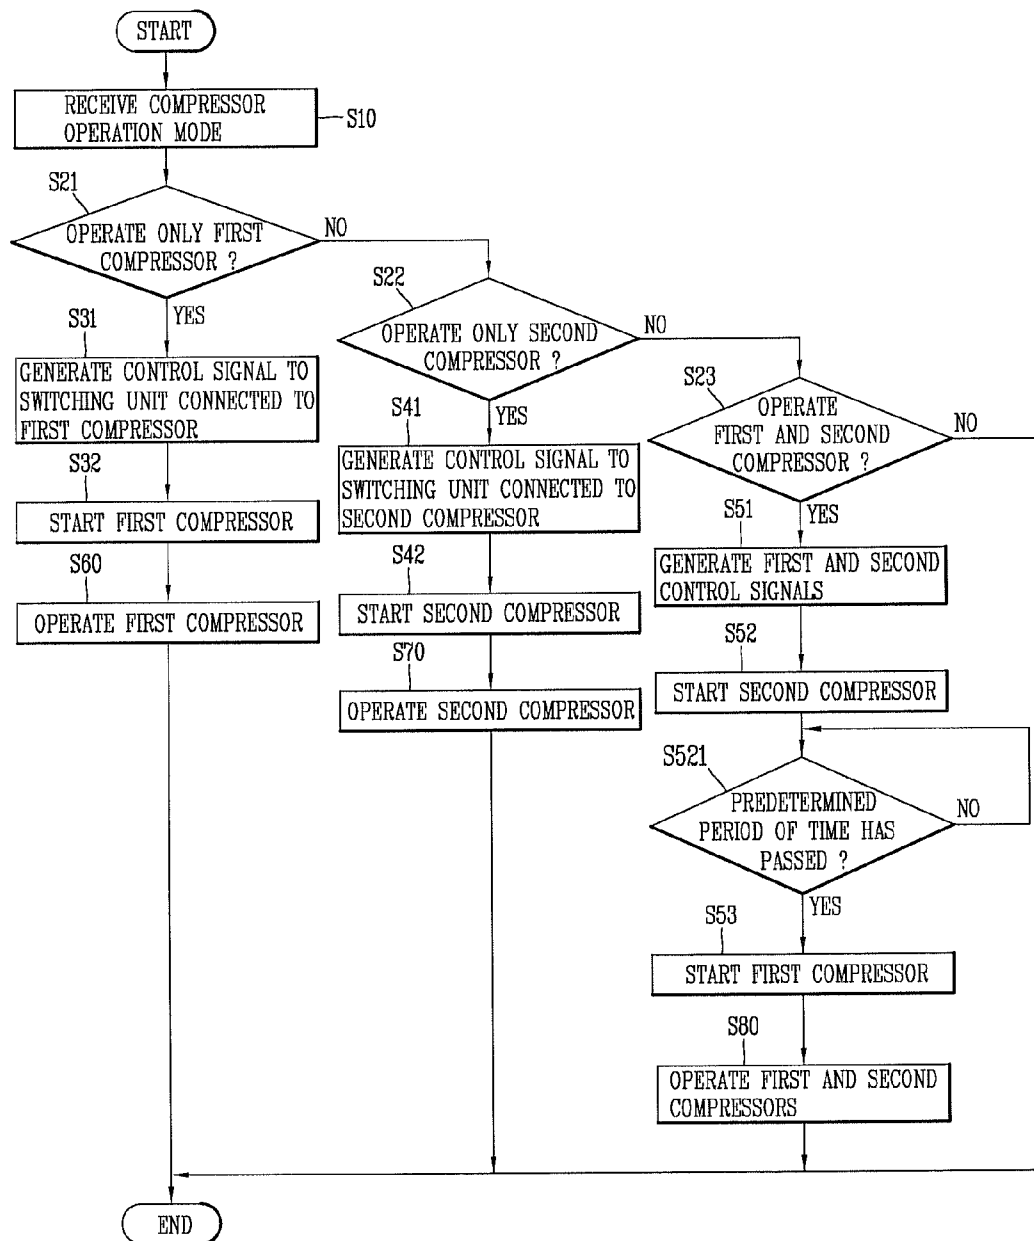 START
RECEIVE COMPRESSOR
OPERATION MODE
S10
S21
OPERATE ONLY FIRST
COMPRESSOR ?
NO
YES
S22
OPERATE ONLY SECOND
COMPRESSOR ?
NO
YES
S23
OPERATE
FIRST AND SECOND
COMPRESSOR ?
NO
YES
S31
GENERATE CONTROL SIGNAL TO
SWITCHING UNIT CONNECTED TO
FIRST COMPRESSOR
S32
START FIRST COMPRESSOR
S60
OPERATE FIRST COMPRESSOR
S41
GENERATE CONTROL SIGNAL TO
SWITCHING UNIT CONNECTED TO
SECOND COMPRESSOR
S42
START SECOND COMPRESSOR
S70
OPERATE SECOND COMPRESSOR
S51
GENERATE FIRST AND SECOND
CONTROL SIGNALS
S52
START SECOND COMPRESSOR
S521
PREDETERMINED
PERIOD OF TIME HAS
PASSED ?
NO
YES
S53
START FIRST COMPRESSOR
S80
OPERATE FIRST AND SECOND
COMPRESSORS
END